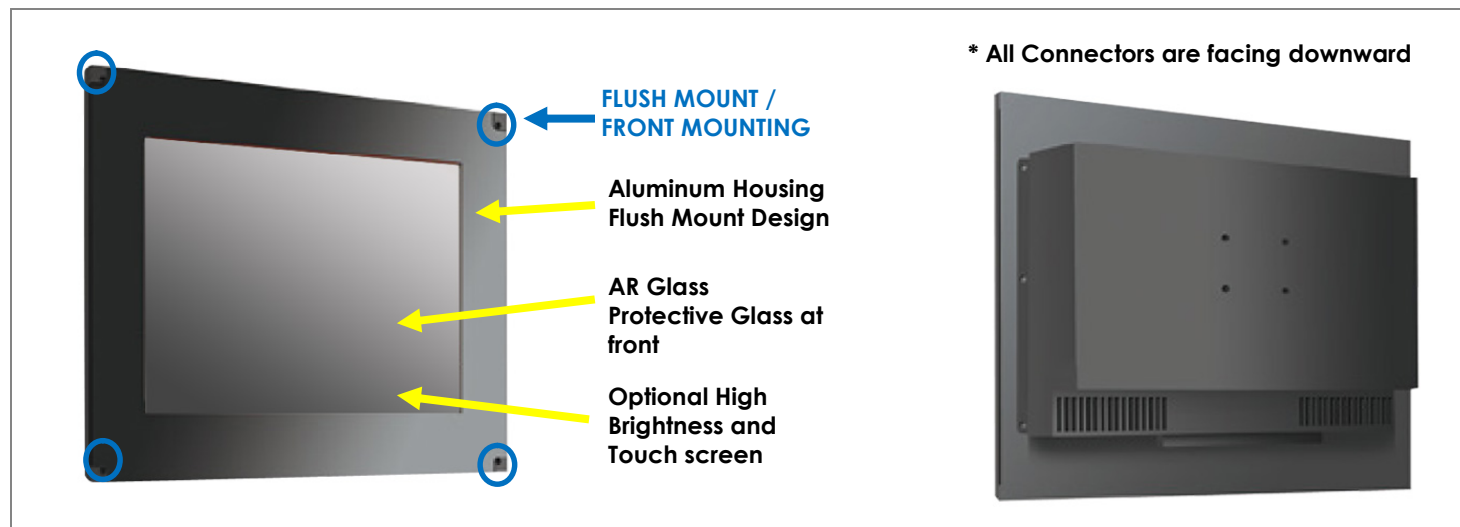 * All Connectors are facing downward
FLUSH MOUNT /
FRONT MOUNTING
Aluminum Housing
Flush Mount Design
AR Glass
Protective Glass at
front
Optional High
Brightness and
Touch screen